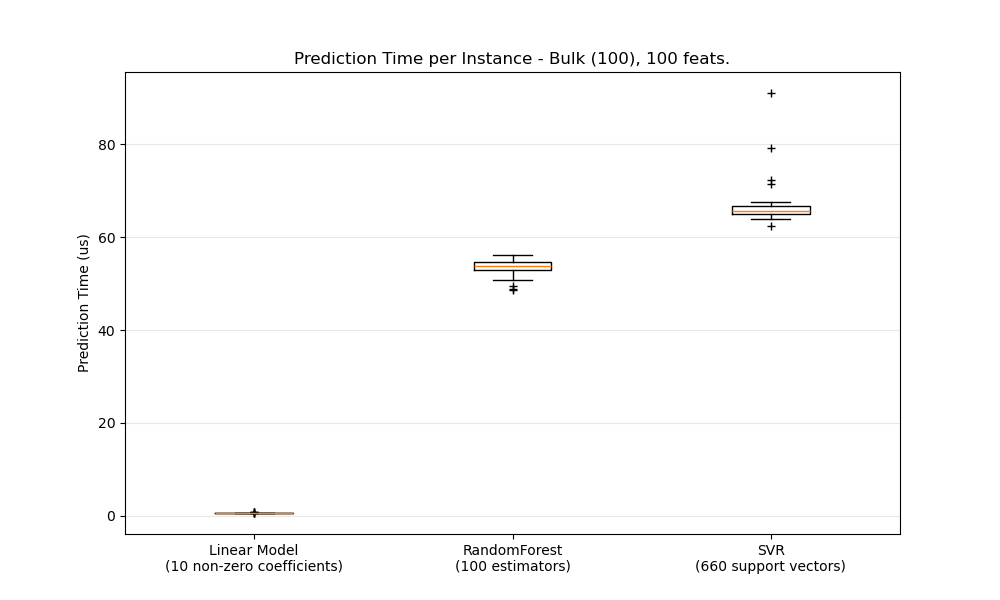 Prediction Time per Instance - Bulk (100), 100 feats.
Prediction Time (us)
80
60
40
20
0
Linear Model
(10 non-zero coefficients)
RandomForest
(100 estimators)
SVR
(660 support vectors)